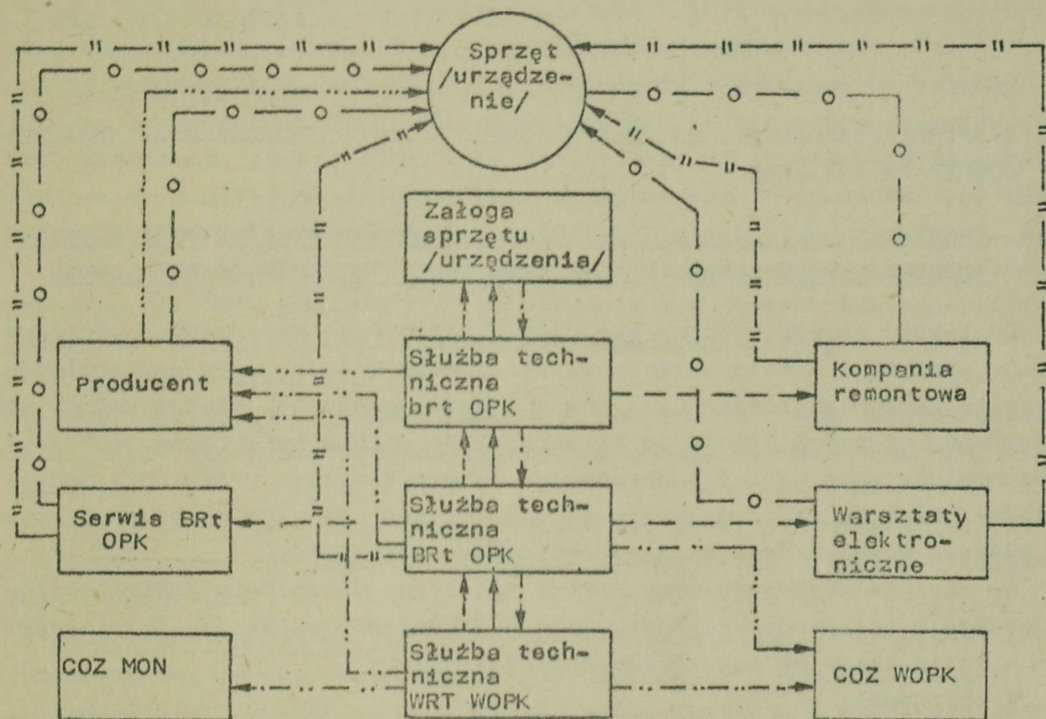 Sprzęt
/urządze-
nie/
Załoga
sprzętu
/urządzenia/
Producent
Służba tech-
niczna
brt OPK
Kompania
remontowa
Serwis BRt
OPK
Służba tech-
niczna
BRt OPK
Warsztaty
elektro-
niczne
COZ MON
Służba tech-
niczna
WRT WOPK
COZ WOPK